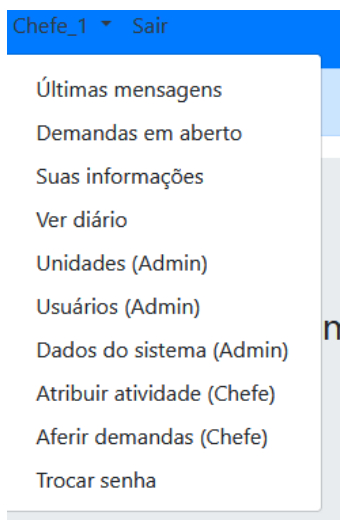 Chefe_1 Sair
Últimas mensagens
Demandas em aberto
Suas informações
Ver diário
Unidades (Admin)
Usuários (Admin)
Dados do sistema (Admin)
Atribuir atividade (Chefe)
Aferir demandas (Chefe)
Trocar senha